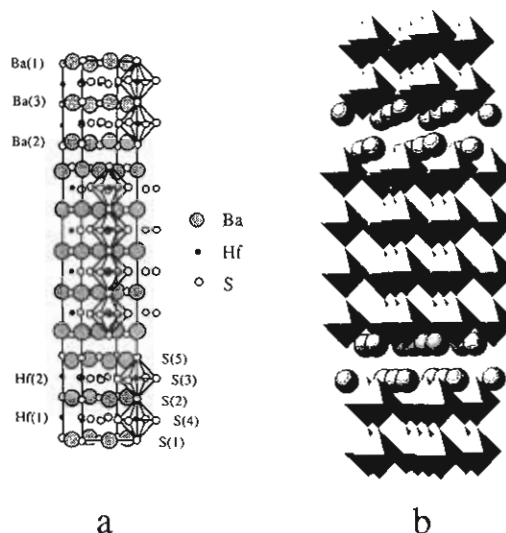 Ba(1)
Ba(3)
Ba(2)
Ba
Hf
S
S(5)
Hf(2)
S(3)
S(2)
Hf(1)
S(4)
S(1)
a
b